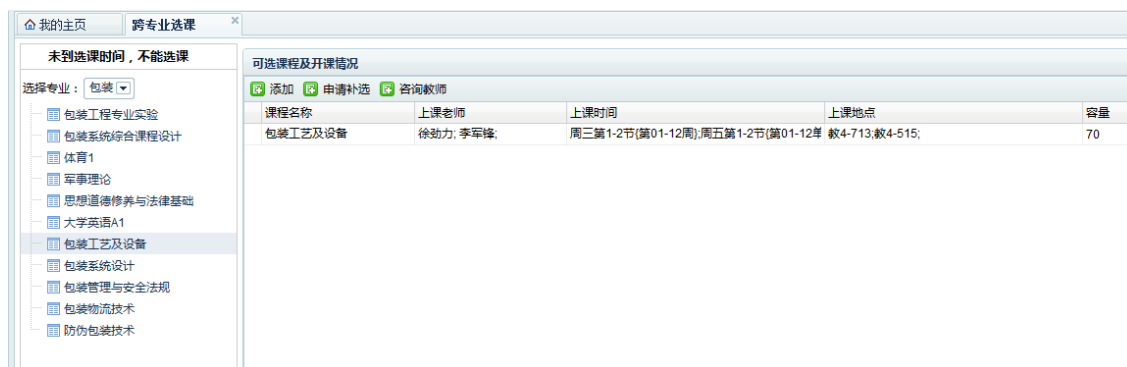 我的主页 跨专业选课
未到选课时间，不能选课
选择专业： 包装
包装工程专业实验
包装系统综合课程设计
体育1
军事理论
思想道德修养与法律基础
大学英语A1
包装工艺及设备
包装系统设计
包装管理与安全法规
包装物流技术
防伪包装技术
可选课程及开课情况
添加 申请补选 咨询教师
课程名称 上课老师 上课时间 上课地点 容量
包装工艺及设备 徐劲力; 李军锋; 周三第1-2节{第01-12周};周五第1-2节{第01-12单 教4-713;教4-515; 70